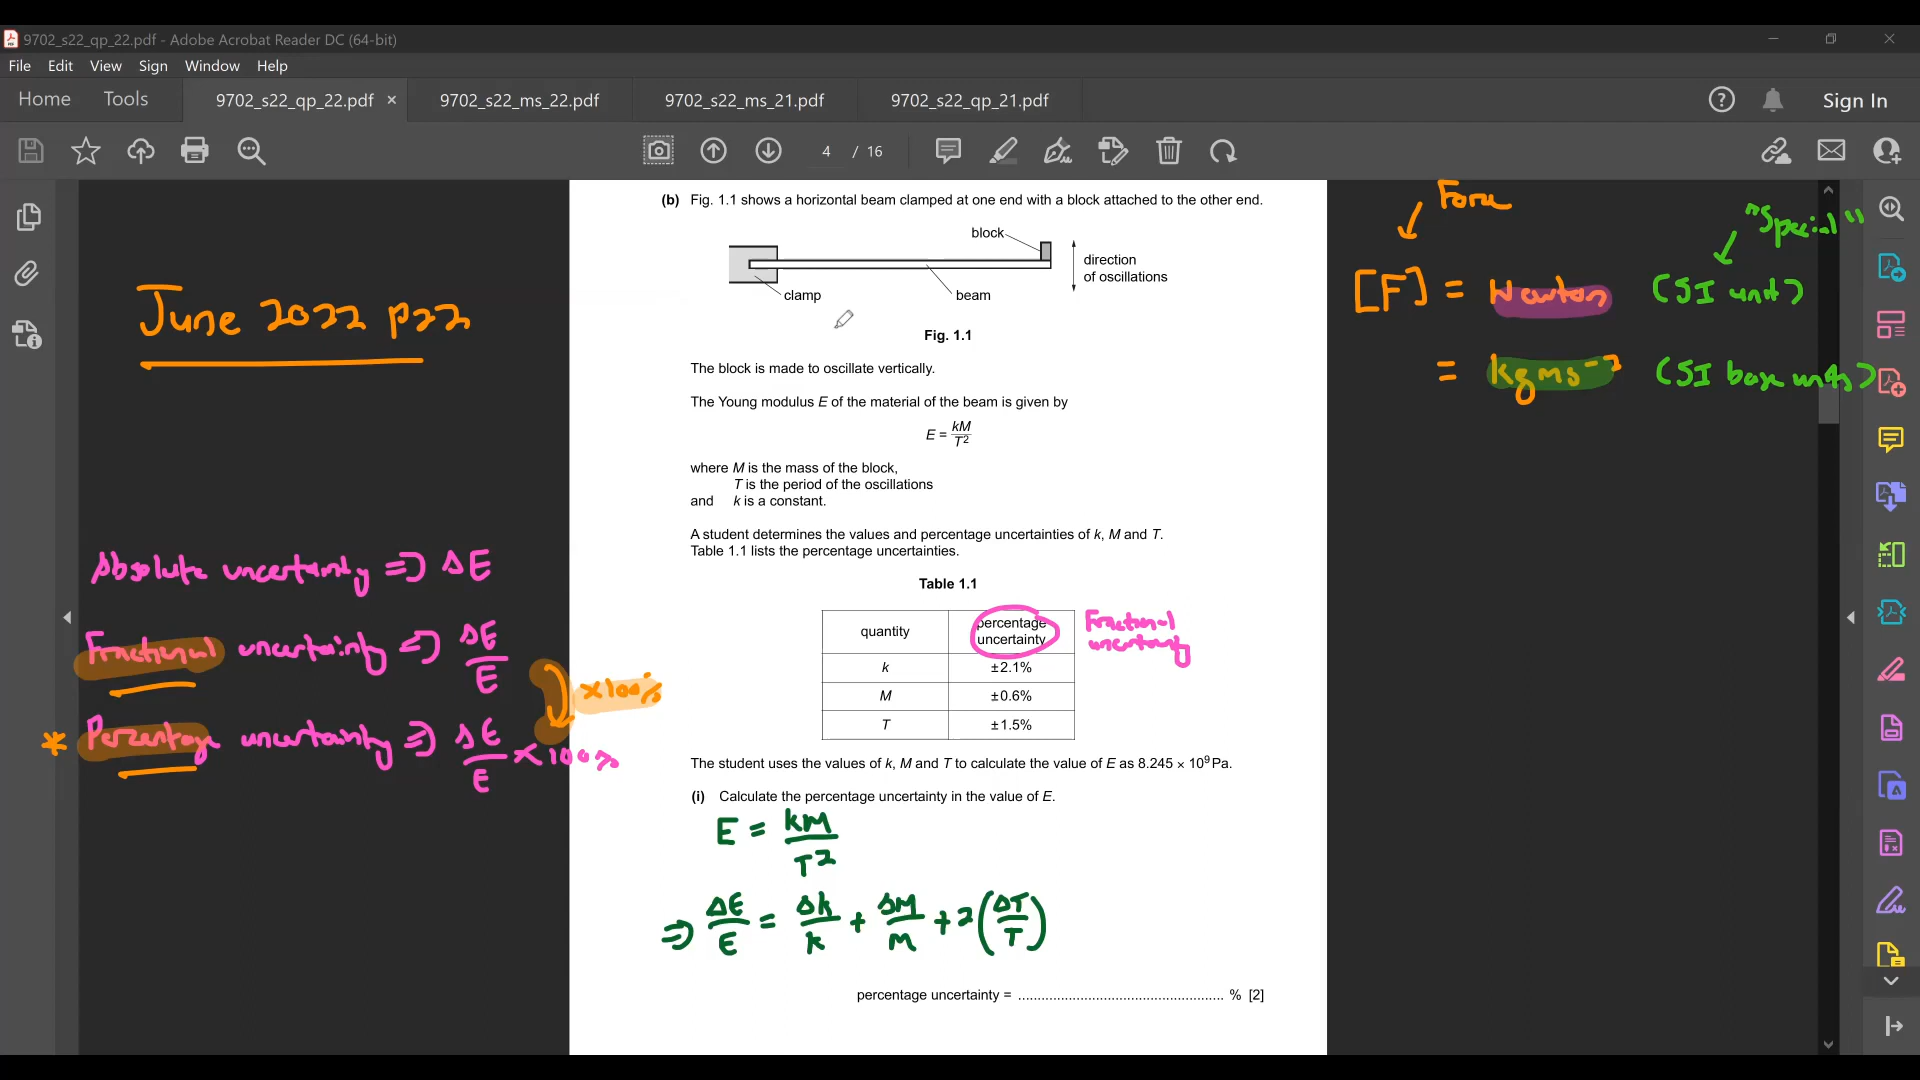 9702_s22_qp_22.pdf - Adobe Acrobat Reader DC (64-bit)
File Edit View Sign Window Help
Home Tools 9702_s22_qp_22.pdf × 9702_s22_ms_22.pdf 9702_s22_ms_21.pdf 9702_s22_qp_21.pdf Sign In
4 / 16
(b) Fig. 1.1 shows a horizontal beam clamped at one end with a block attached to the other end.
block
direction
of oscillations
clamp
beam
Fig. 1.1
The block is made to oscillate vertically.
The Young modulus E of the material of the beam is given by
E = kM / T²
where M is the mass of the block,
T is the period of the oscillations
and k is a constant.
A student determines the values and percentage uncertainties of k, M and T.
Table 1.1 lists the percentage uncertainties.
Table 1.1
quantity percentage uncertainty
k ±2.1%
M ±0.6%
T ±1.5%
Fractional
uncertainty
The student uses the values of k, M and T to calculate the value of E as 8.245 × 10⁹ Pa.
(i) Calculate the percentage uncertainty in the value of E.
E = kM / T²
⇒ ΔE/E = Δk/k + ΔM/M + 2(ΔT/T)
percentage uncertainty = ..................................................... % [2]
June 2022 p22
Absolute uncertainty ⇒ ΔE
Fractional uncertainty ⇒ ΔE/E
×100%
* Percentage uncertainty ⇒ ΔE/E × 100%
Force
"Special"
[F] = Newton (SI unit)
= kgms⁻² (SI base units)